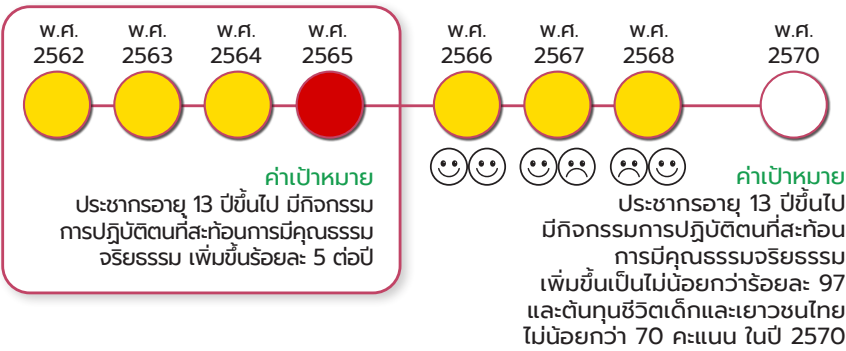 พ.ศ. 2562
พ.ศ. 2563
พ.ศ. 2564
พ.ศ. 2565
พ.ศ. 2566
พ.ศ. 2567
พ.ศ. 2568
พ.ศ. 2570
ค่าเป้าหมาย
ประชากรอายุ 13 ปีขึ้นไป มีกิจกรรม
การปฏิบัติตนที่สะท้อนการมีคุณธรรม
จริยธรรม เพิ่มขึ้นร้อยละ 5 ต่อปี
ค่าเป้าหมาย
ประชากรอายุ 13 ปีขึ้นไป
มีกิจกรรมการปฏิบัติตนที่สะท้อน
การมีคุณธรรมจริยธรรม
เพิ่มขึ้นเป็นไม่น้อยกว่าร้อยละ 97
และต้นทุนชีวิตเด็กและเยาวชนไทย
ไม่น้อยกว่า 70 คะแนน ในปี 2570